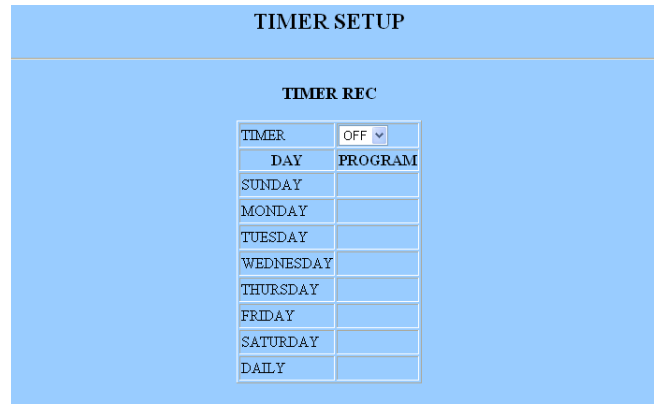 TIMER SETUP
TIMER REC
TIMER OFF
DAY PROGRAM
SUNDAY
MONDAY
TUESDAY
WEDNESDAY
THURSDAY
FRIDAY
SATURDAY
DAILY